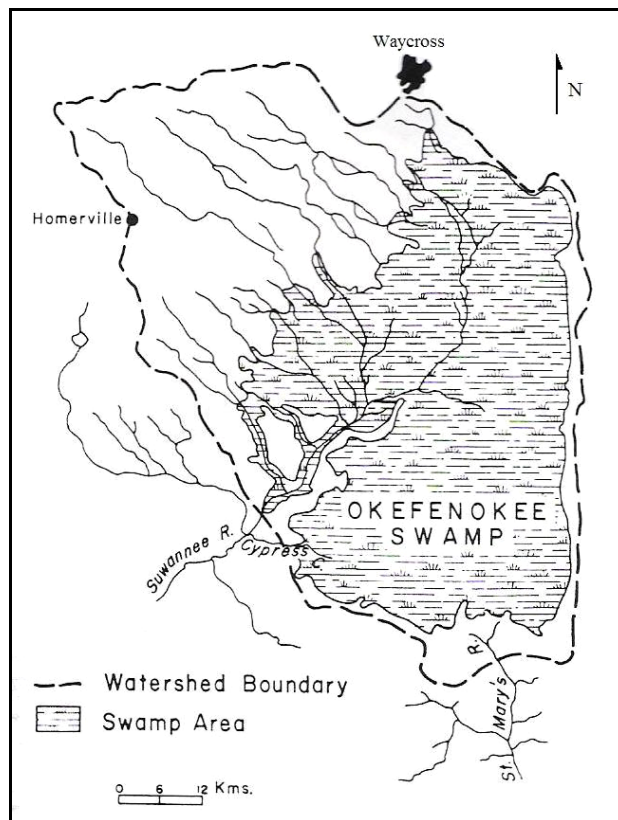 Waycross
N
Homerville
OKEFENOKEE
SWAMP
Suwannee R.
Cypress C.
St. Mary's R.
Watershed Boundary
Swamp Area
0 6 12 Kms.